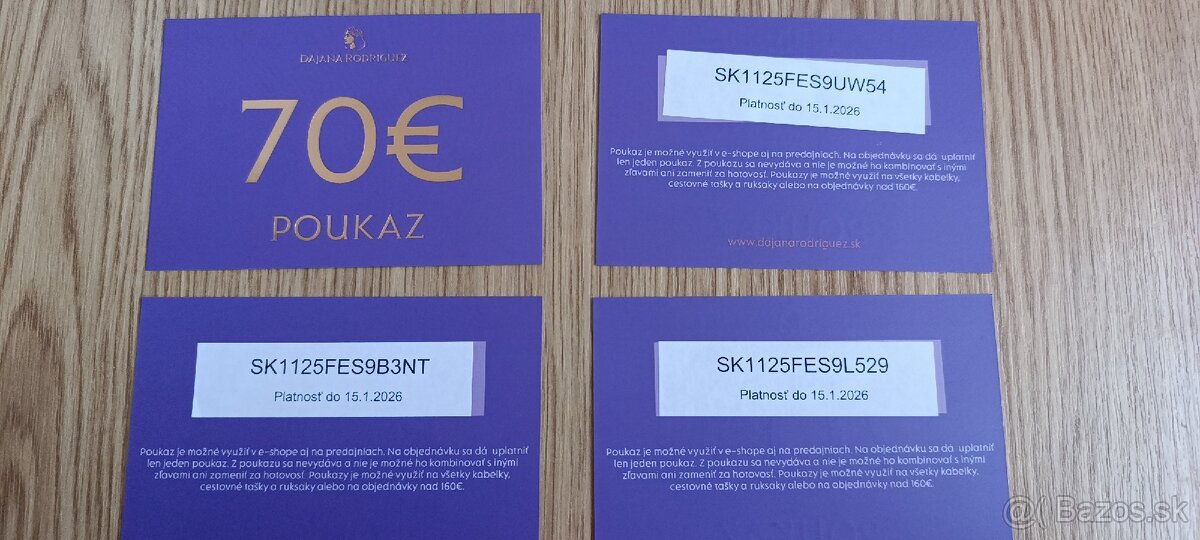 DAJANA RODRIGUEZ
70€
POUKAZ
SK1125FES9UW54
Platnosť do 15.1.2026
Poukaz je možné využiť v e-shope aj na predajniach. Na objednávku sa dá uplatniť
len jeden poukaz. Z poukazu sa nevydáva a nie je možné ho kombinovať s inými
zľavami ani zameniť za hotovosť. Poukazy je možné využiť na všetky kabelky,
cestovné tašky a ruksaky alebo na objednávky nad 160€.
www.dajanarodriguez.sk
SK1125FES9B3NT
Platnosť do 15.1.2026
Poukaz je možné využiť v e-shope aj na predajniach. Na objednávku sa dá uplatniť
len jeden poukaz. Z poukazu sa nevydáva a nie je možné ho kombinovať s inými
zľavami ani zameniť za hotovosť. Poukazy je možné využiť na všetky kabelky,
cestovné tašky a ruksaky alebo na objednávky nad 160€.
SK1125FES9L529
Platnosť do 15.1.2026
Poukaz je možné využiť v e-shope aj na predajniach. Na objednávku sa dá uplatniť
len jeden poukaz. Z poukazu sa nevydáva a nie je možné ho kombinovať s inými
zľavami ani zameniť za hotovosť. Poukazy je možné využiť na všetky kabelky,
cestovné tašky a ruksaky alebo na objednávky nad 160€.
Bazos.sk